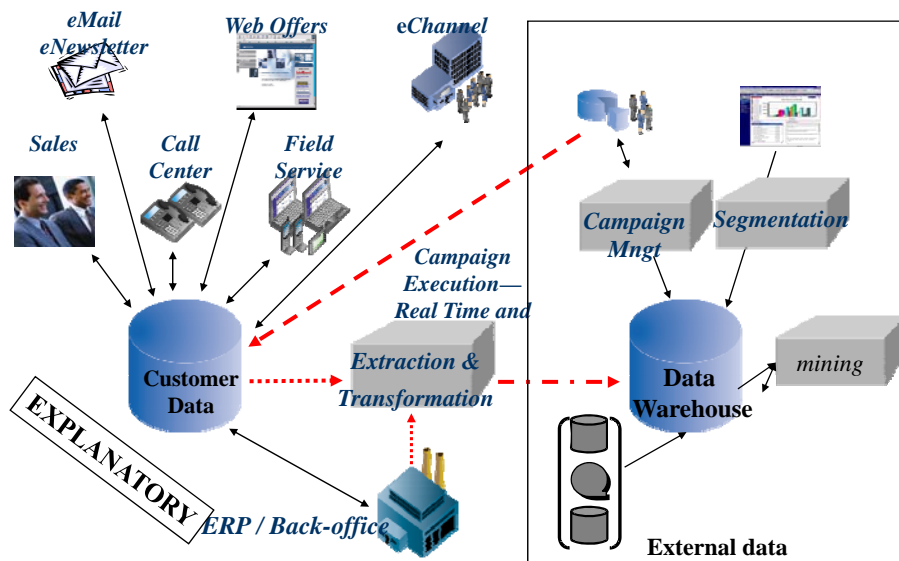 eMail
eNewsletter
Web Offers
eChannel
Sales
Call
Center
Field
Service
Campaign
Mngt
Segmentation
Campaign
Execution—
Real Time and
Extraction &
Transformation
Customer
Data
Data
Warehouse
mining
EXPLANATORY
ERP / Back-office
External data